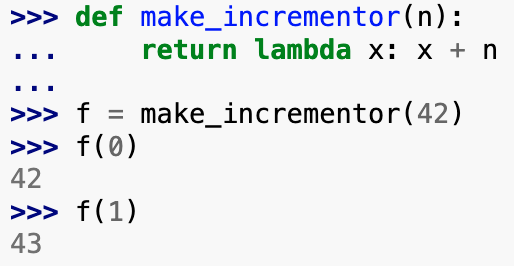 >>> def make_incrementor(n):
...     return lambda x: x + n
...
>>> f = make_incrementor(42)
>>> f(0)
42
>>> f(1)
43